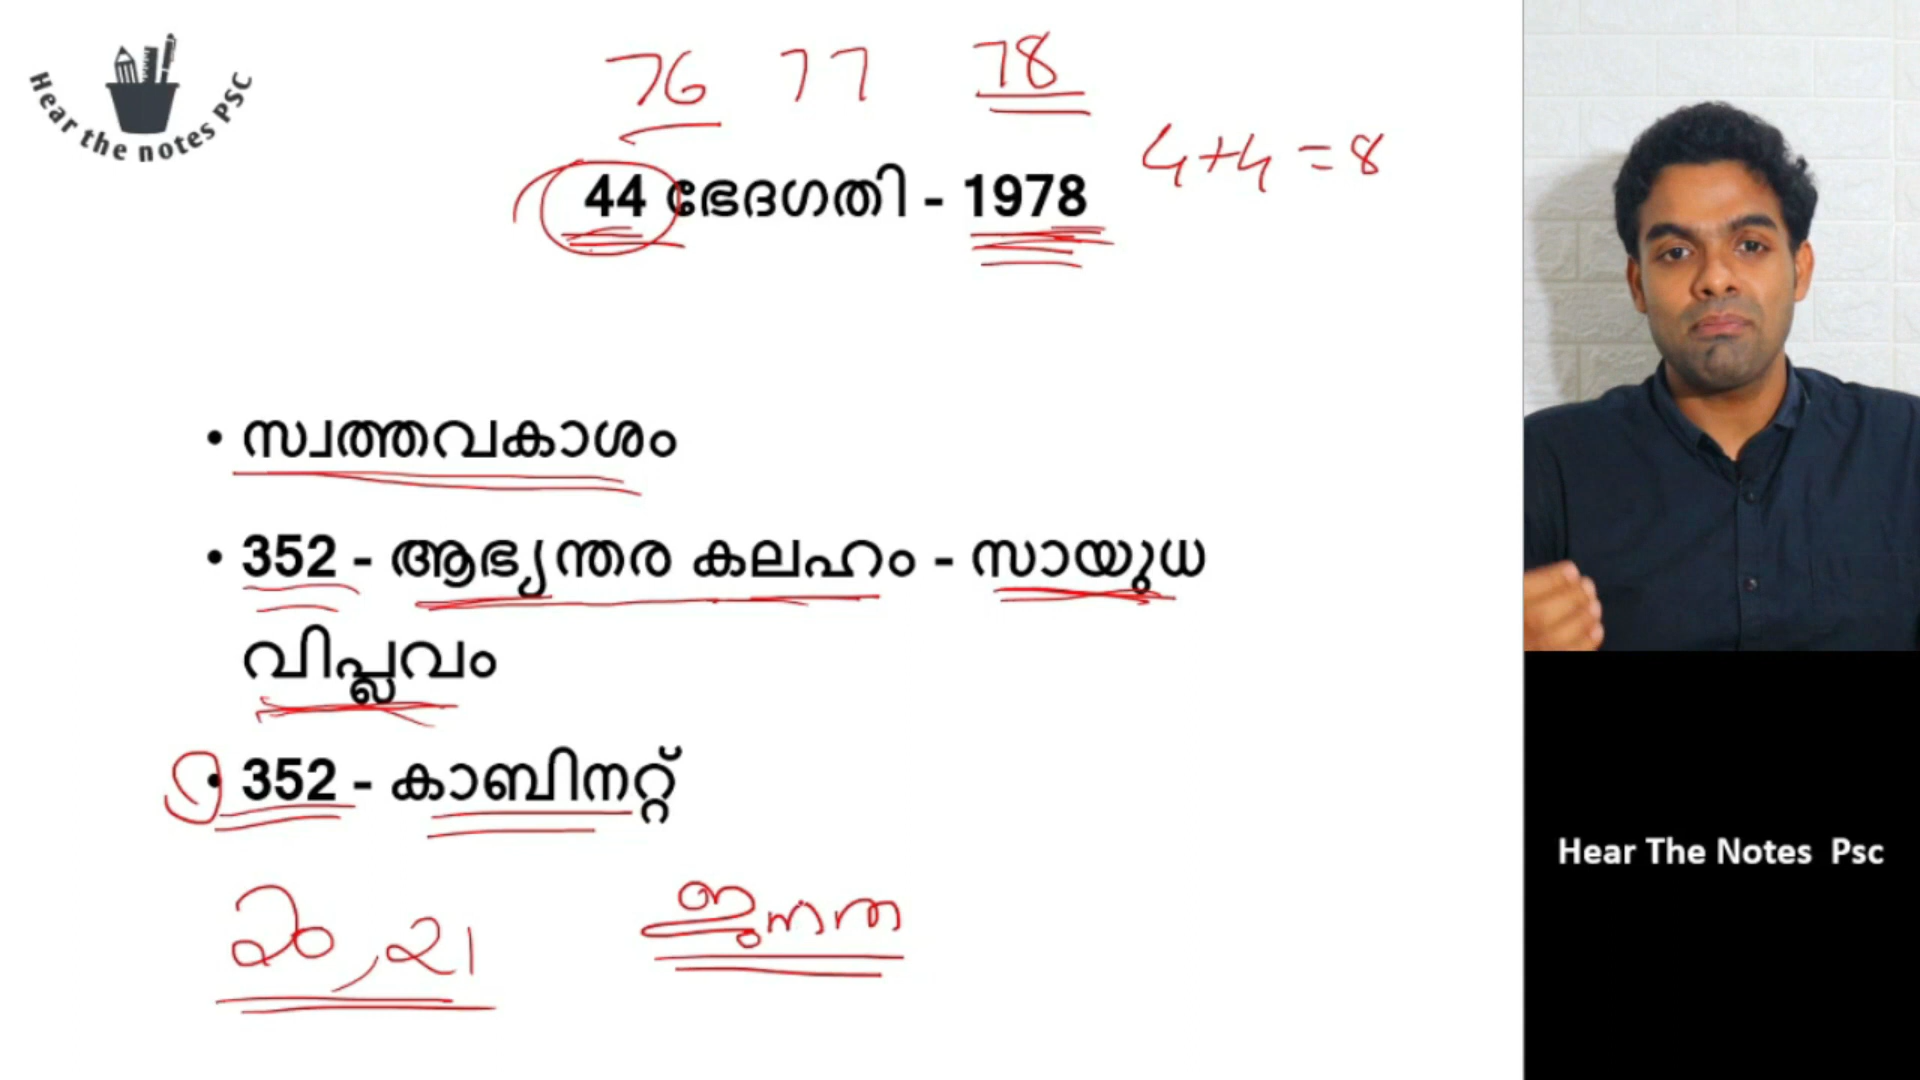 Hear the notes PSC
76 77 78
4+4=8
44 ഭേദഗതി - 1978
• സ്വത്തവകാശം
• 352 - ആഭ്യന്തര കലഹം - സായുധ
വിപ്ലവം
• 352 - കാബിനറ്റ്
20, 21 ജനത
Hear The Notes Psc